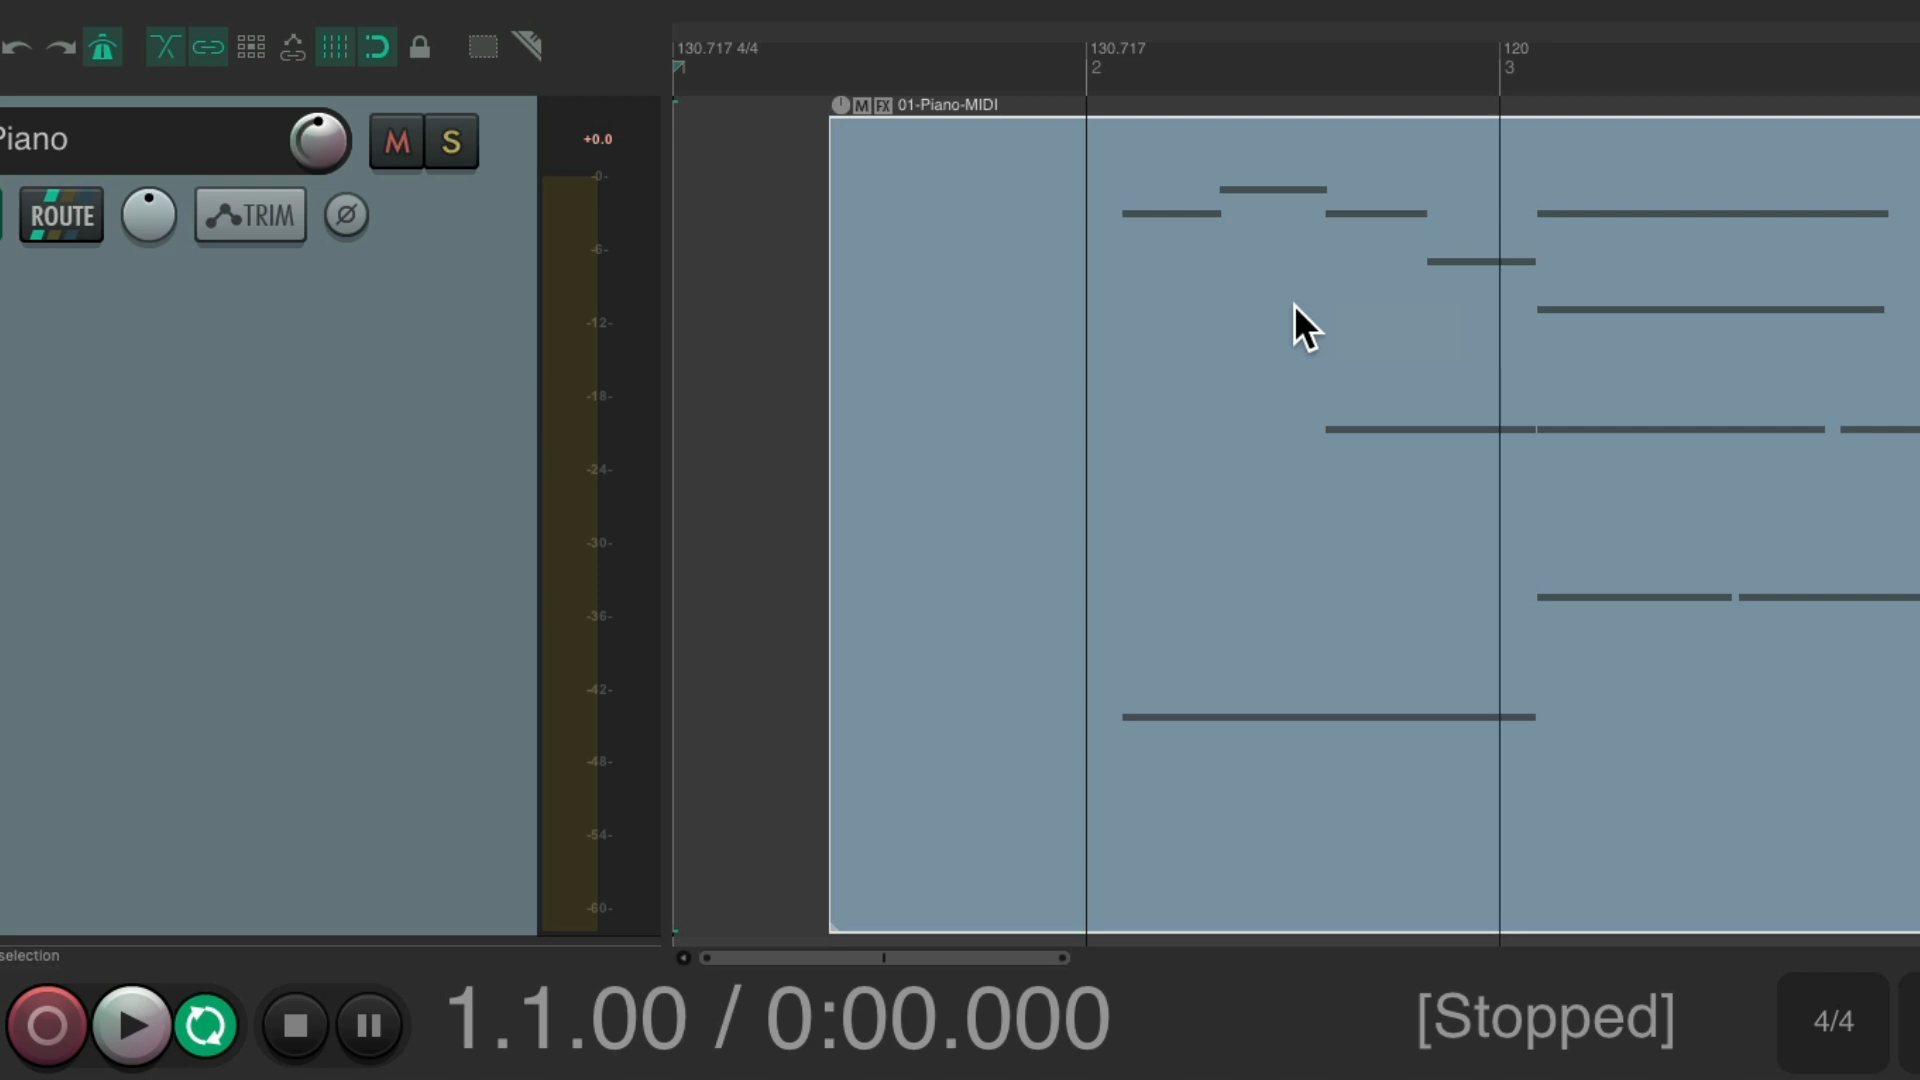 130.717 4/4
130.717
120
2
3
M FX 01-Piano-MIDI
Piano
M
S
+0.0
ROUTE
TRIM
-0-
-6-
-12-
-18-
-24-
-30-
-36-
-42-
-48-
-54-
-60-
selection
1.1.00 / 0:00.000
[Stopped]
4/4